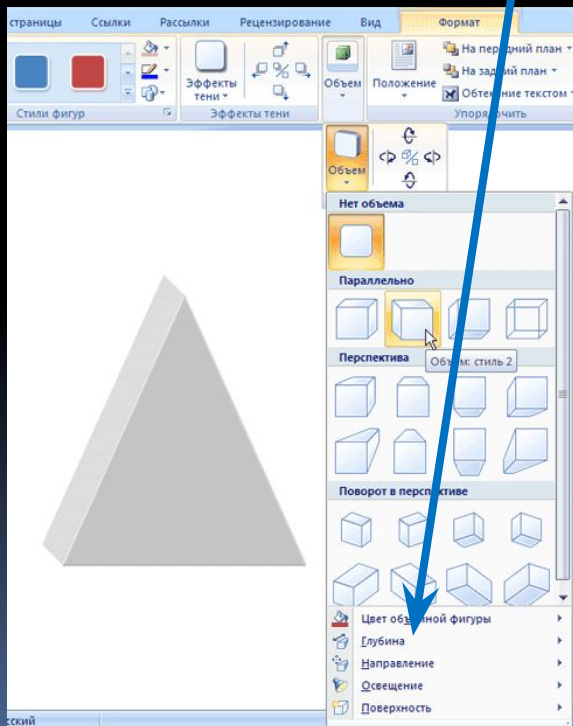 страницы Ссылки Рассылки Рецензирование Вид Формат
На передний план
На задний план
Обтекание текстом
Эффекты тени
Объем
Положение
Стили фигур
Эффекты тени
Упорядочить
Объем
Нет объема
Параллельно
Перспектива
Объем: стиль 2
Поворот в перспективе
Цвет объемной фигуры
Глубина
Направление
Освещение
Поверхность
сский